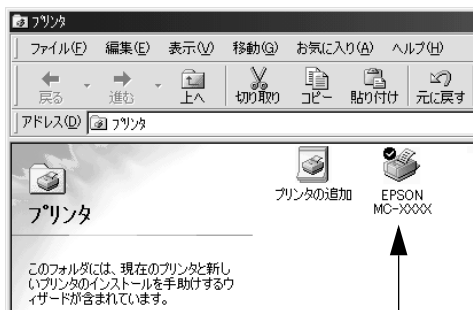 プリンタ
ファイル(F) 編集(E) 表示(V) 移動(G) お気に入り(A) ヘルプ(H)
戻る 進む 上へ 切り取り コピー 貼り付け 元に戻す
アドレス(D) プリンタ
プリンタの追加
EPSON
MC-XXXX
プリンタ
このフォルダには、現在のプリンタと新し
いプリンタのインストールを手助けするウ
ィザードが含まれています。